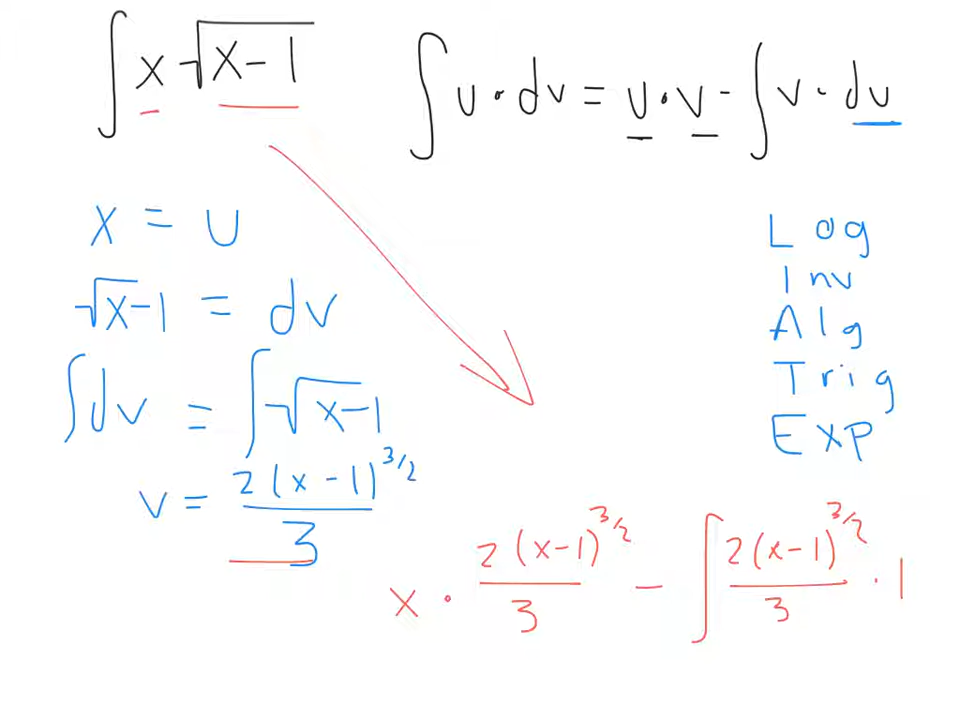 ∫ x √(x-1)
∫ u · dv = u · v - ∫ v · du
x = u
√x-1 = dv
∫dv = ∫ √(x-1)
v = 2(x-1)^3/2 / 3
Log
Inv
Alg
Trig
Exp
x · 2(x-1)^3/2 / 3 - ∫ 2(x-1)^3/2 / 3 · 1